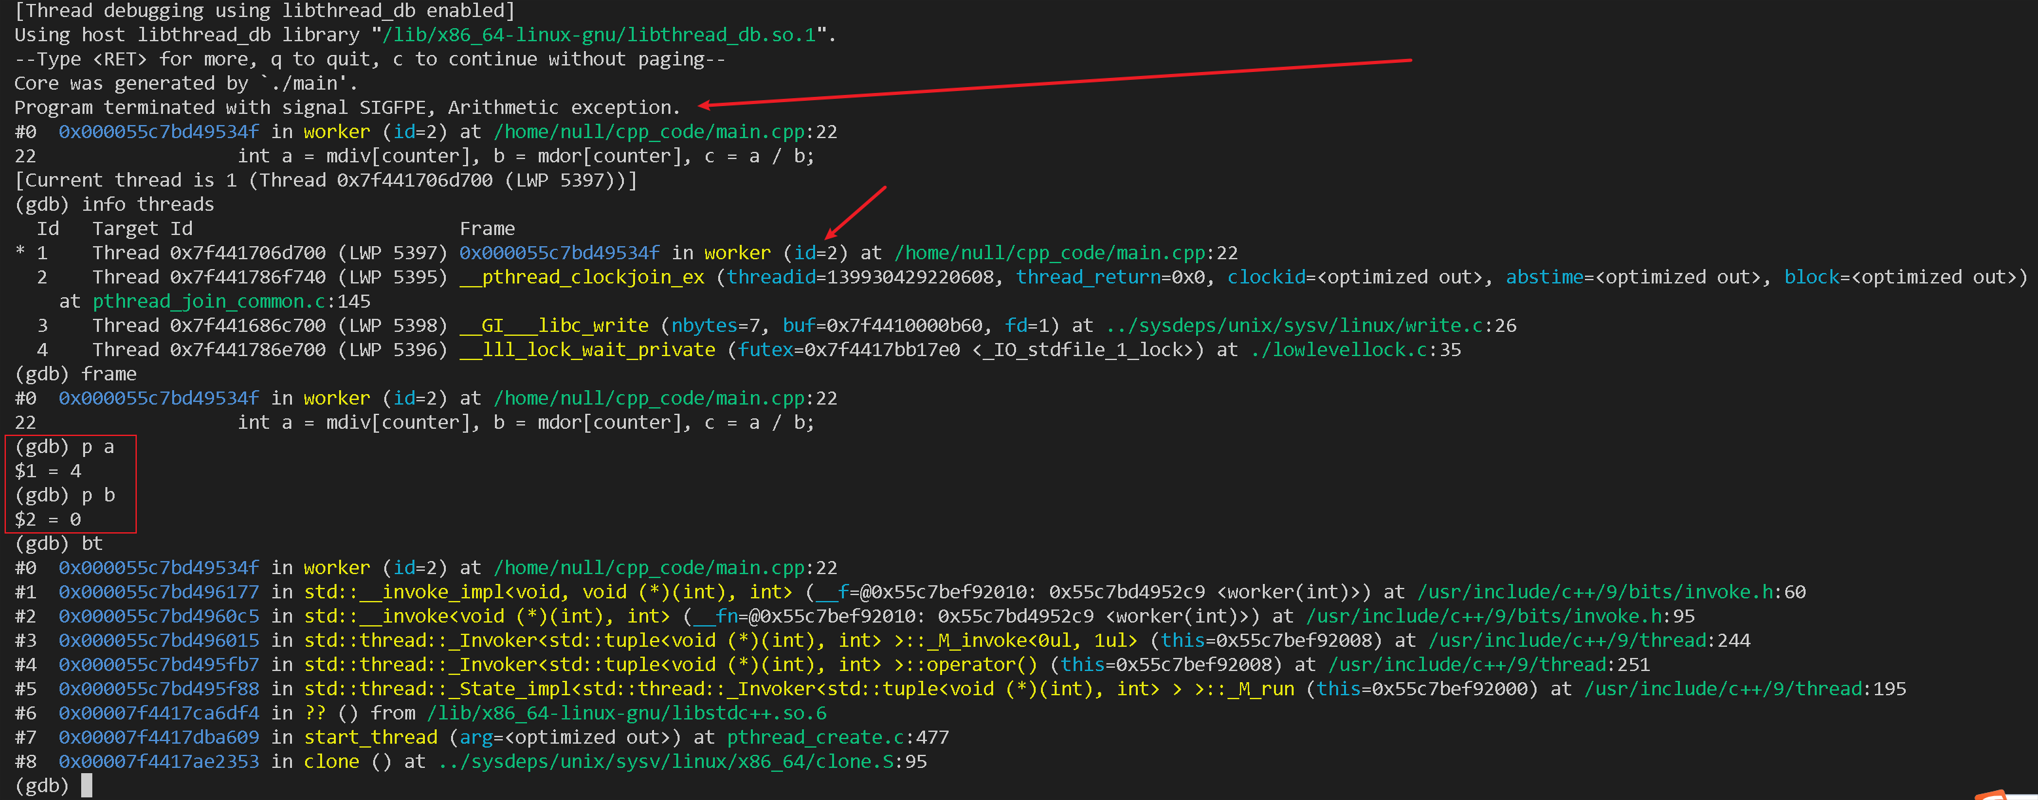 [Thread debugging using libthread_db enabled]
Using host libthread_db library "/lib/x86_64-linux-gnu/libthread_db.so.1".
--Type <RET> for more, q to quit, c to continue without paging--
Core was generated by `./main'.
Program terminated with signal SIGFPE, Arithmetic exception.
#0  0x000055c7bd49534f in worker (id=2) at /home/null/cpp_code/main.cpp:22
22                  int a = mdiv[counter], b = mdor[counter], c = a / b;
[Current thread is 1 (Thread 0x7f441706d700 (LWP 5397))]
(gdb) info threads
  Id   Target Id                        Frame
* 1    Thread 0x7f441706d700 (LWP 5397) 0x000055c7bd49534f in worker (id=2) at /home/null/cpp_code/main.cpp:22
  2    Thread 0x7f441786f740 (LWP 5395) __pthread_clockjoin_ex (threadid=139930429220608, thread_return=0x0, clockid=<optimized out>, abstime=<optimized out>, block=<optimized out>)
    at pthread_join_common.c:145
  3    Thread 0x7f441686c700 (LWP 5398) __GI___libc_write (nbytes=7, buf=0x7f4410000b60, fd=1) at ../sysdeps/unix/sysv/linux/write.c:26
  4    Thread 0x7f441786e700 (LWP 5396) __lll_lock_wait_private (futex=0x7f4417bb17e0 <_IO_stdfile_1_lock>) at ./lowlevellock.c:35
(gdb) frame
#0  0x000055c7bd49534f in worker (id=2) at /home/null/cpp_code/main.cpp:22
22                  int a = mdiv[counter], b = mdor[counter], c = a / b;
(gdb) p a
$1 = 4
(gdb) p b
$2 = 0
(gdb) bt
#0  0x000055c7bd49534f in worker (id=2) at /home/null/cpp_code/main.cpp:22
#1  0x000055c7bd496177 in std::__invoke_impl<void, void (*)(int), int> (__f=@0x55c7bef92010: 0x55c7bd4952c9 <worker(int)>) at /usr/include/c++/9/bits/invoke.h:60
#2  0x000055c7bd4960c5 in std::__invoke<void (*)(int), int> (__fn=@0x55c7bef92010: 0x55c7bd4952c9 <worker(int)>) at /usr/include/c++/9/bits/invoke.h:95
#3  0x000055c7bd496015 in std::thread::_Invoker<std::tuple<void (*)(int), int> >::_M_invoke<0ul, 1ul> (this=0x55c7bef92008) at /usr/include/c++/9/thread:244
#4  0x000055c7bd495fb7 in std::thread::_Invoker<std::tuple<void (*)(int), int> >::operator() (this=0x55c7bef92008) at /usr/include/c++/9/thread:251
#5  0x000055c7bd495f88 in std::thread::_State_impl<std::thread::_Invoker<std::tuple<void (*)(int), int> > >::_M_run (this=0x55c7bef92000) at /usr/include/c++/9/thread:195
#6  0x00007f4417ca6df4 in ?? () from /lib/x86_64-linux-gnu/libstdc++.so.6
#7  0x00007f4417dba609 in start_thread (arg=<optimized out>) at pthread_create.c:477
#8  0x00007f4417ae2353 in clone () at ../sysdeps/unix/sysv/linux/x86_64/clone.S:95
(gdb)